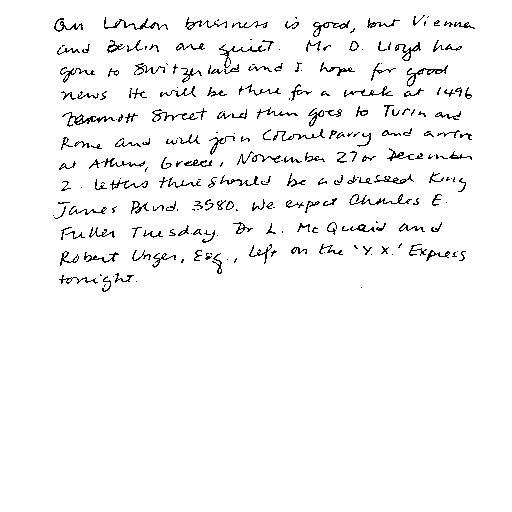 Our London business is good, but Vienna
and Berlin are quiet. Mr D. Lloyd has
gone to Switzerland and I hope for good
news. He will be there for a week at 1496
Zermott Street and then goes to Turin and
Rome and will join Colonel Parry and arrive
at Athens, Greece, November 27 or December
2. Letters there should be addressed King
James Blvd. 3580. We expect Charles E.
Fuller Tuesday. Dr L. McQuaid and
Robert Unger, Esq., left on the 'Y. X.' Express
tonight.